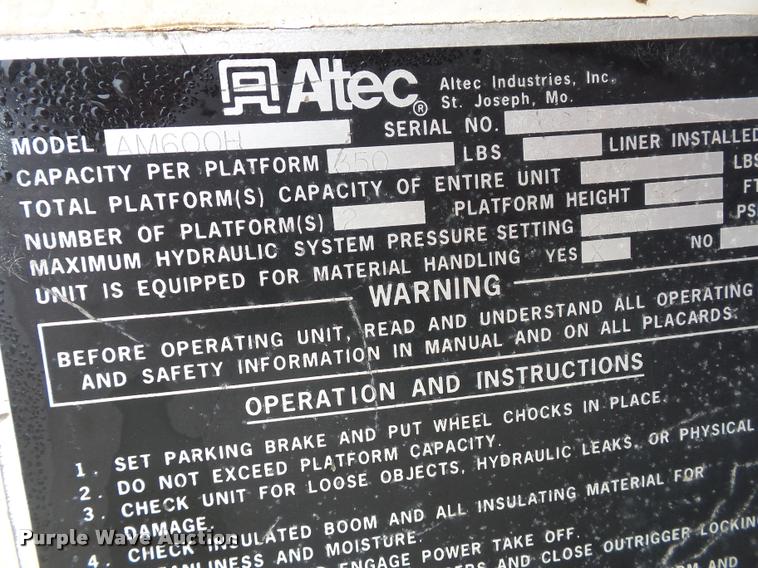 Altec®
Altec Industries, Inc.
St. Joseph, Mo.
MODEL AM600H SERIAL NO.
CAPACITY PER PLATFORM 350 LBS LINER INSTALLED
TOTAL PLATFORM(S) CAPACITY OF ENTIRE UNIT LBS
NUMBER OF PLATFORM(S) 2 PLATFORM HEIGHT FT
MAXIMUM HYDRAULIC SYSTEM PRESSURE SETTING PS
UNIT IS EQUIPPED FOR MATERIAL HANDLING YES X NO
WARNING
BEFORE OPERATING UNIT, READ AND UNDERSTAND ALL OPERATING
AND SAFETY INFORMATION IN MANUAL AND ON ALL PLACARDS.
OPERATION AND INSTRUCTIONS
1. SET PARKING BRAKE AND PUT WHEEL CHOCKS IN PLACE.
2. DO NOT EXCEED PLATFORM CAPACITY.
3. CHECK UNIT FOR LOOSE OBJECTS, HYDRAULIC LEAKS, OR PHYSICAL
DAMAGE.
4. CHECK INSULATED BOOM AND ALL INSULATING MATERIAL FOR
CLEANLINESS AND MOISTURE.
ENGAGE POWER TAKE OFF.
AND CLOSE OUTRIGGER LOCKING
AND
Purple Wave Auction